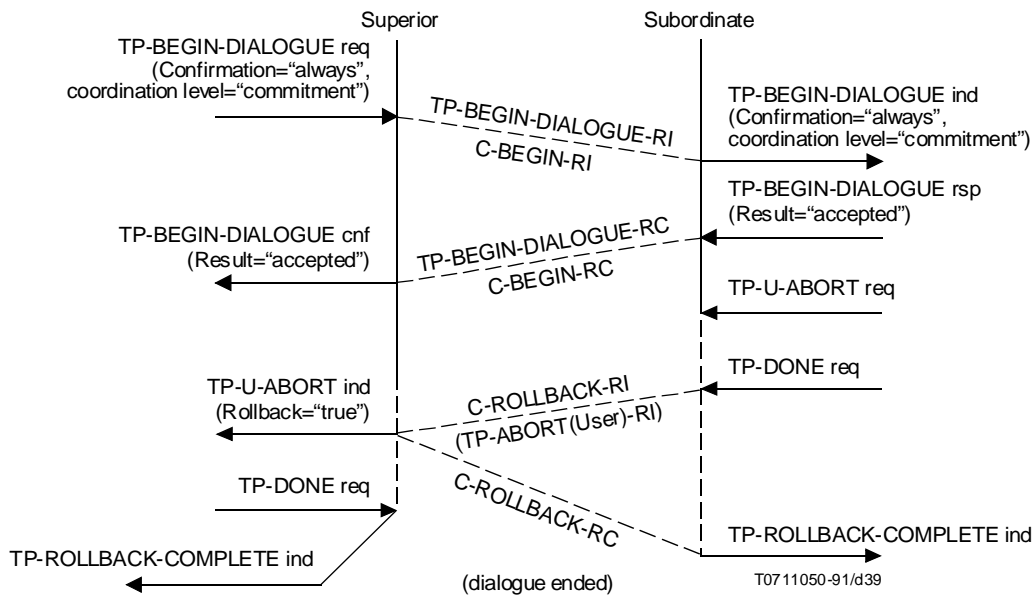 Superior
Subordinate
TP-BEGIN-DIALOGUE req
(Confirmation=“always”,
coordination level=“commitment”)
TP-BEGIN-DIALOGUE-RI
C-BEGIN-RI
TP-BEGIN-DIALOGUE ind
(Confirmation=“always”,
coordination level=“commitment”)
TP-BEGIN-DIALOGUE rsp
(Result=“accepted”)
TP-BEGIN-DIALOGUE-RC
C-BEGIN-RC
TP-BEGIN-DIALOGUE cnf
(Result=“accepted”)
TP-U-ABORT req
TP-DONE req
C-ROLLBACK-RI
(TP-ABORT(User)-RI)
TP-U-ABORT ind
(Rollback=“true”)
C-ROLLBACK-RC
TP-DONE req
TP-ROLLBACK-COMPLETE ind
TP-ROLLBACK-COMPLETE ind
(dialogue ended)
T0711050-91/d39